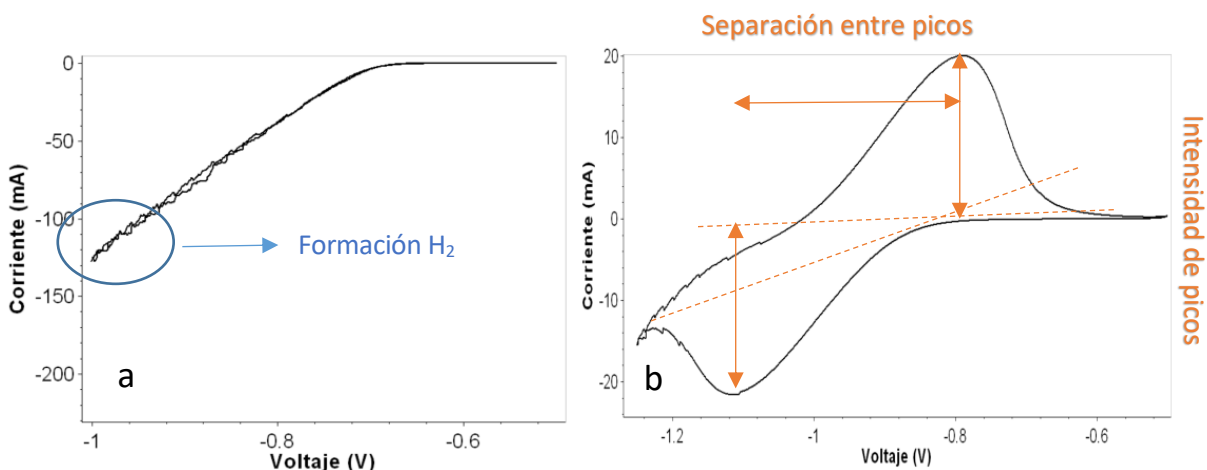 Separación entre picos
0
-50
-100
-150
-200
Corriente (mA)
Formación H₂
a
-1
-0.8
-0.6
Voltaje (V)
20
10
0
-10
-20
Corriente (mA)
b
-1.2
-1
-0.8
-0.6
Voltaje (V)
Intensidad de picos